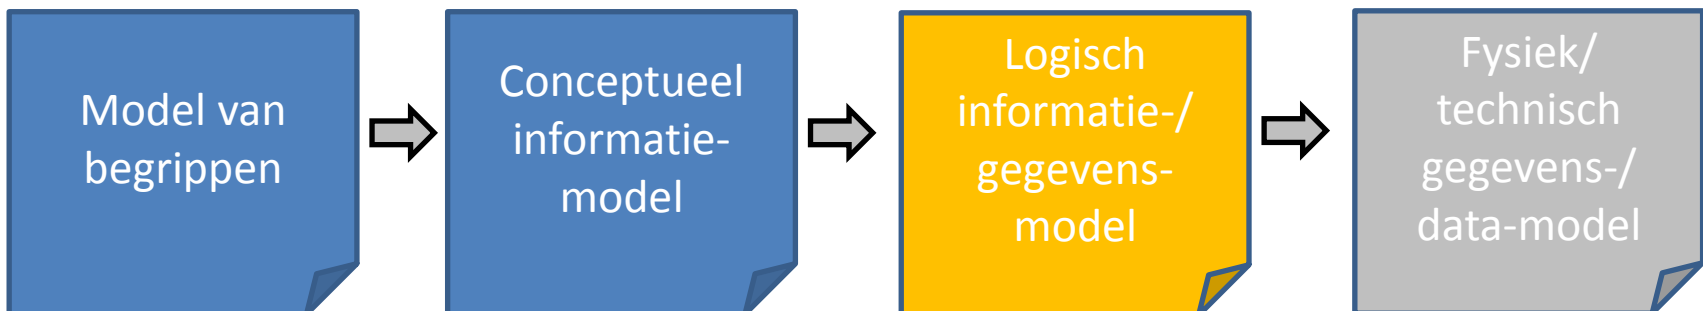 Model van
begrippen
Conceptueel
informatie-
model
Logisch
informatie-/
gegevens-
model
Fysiek/
technisch
gegevens-/
data-model